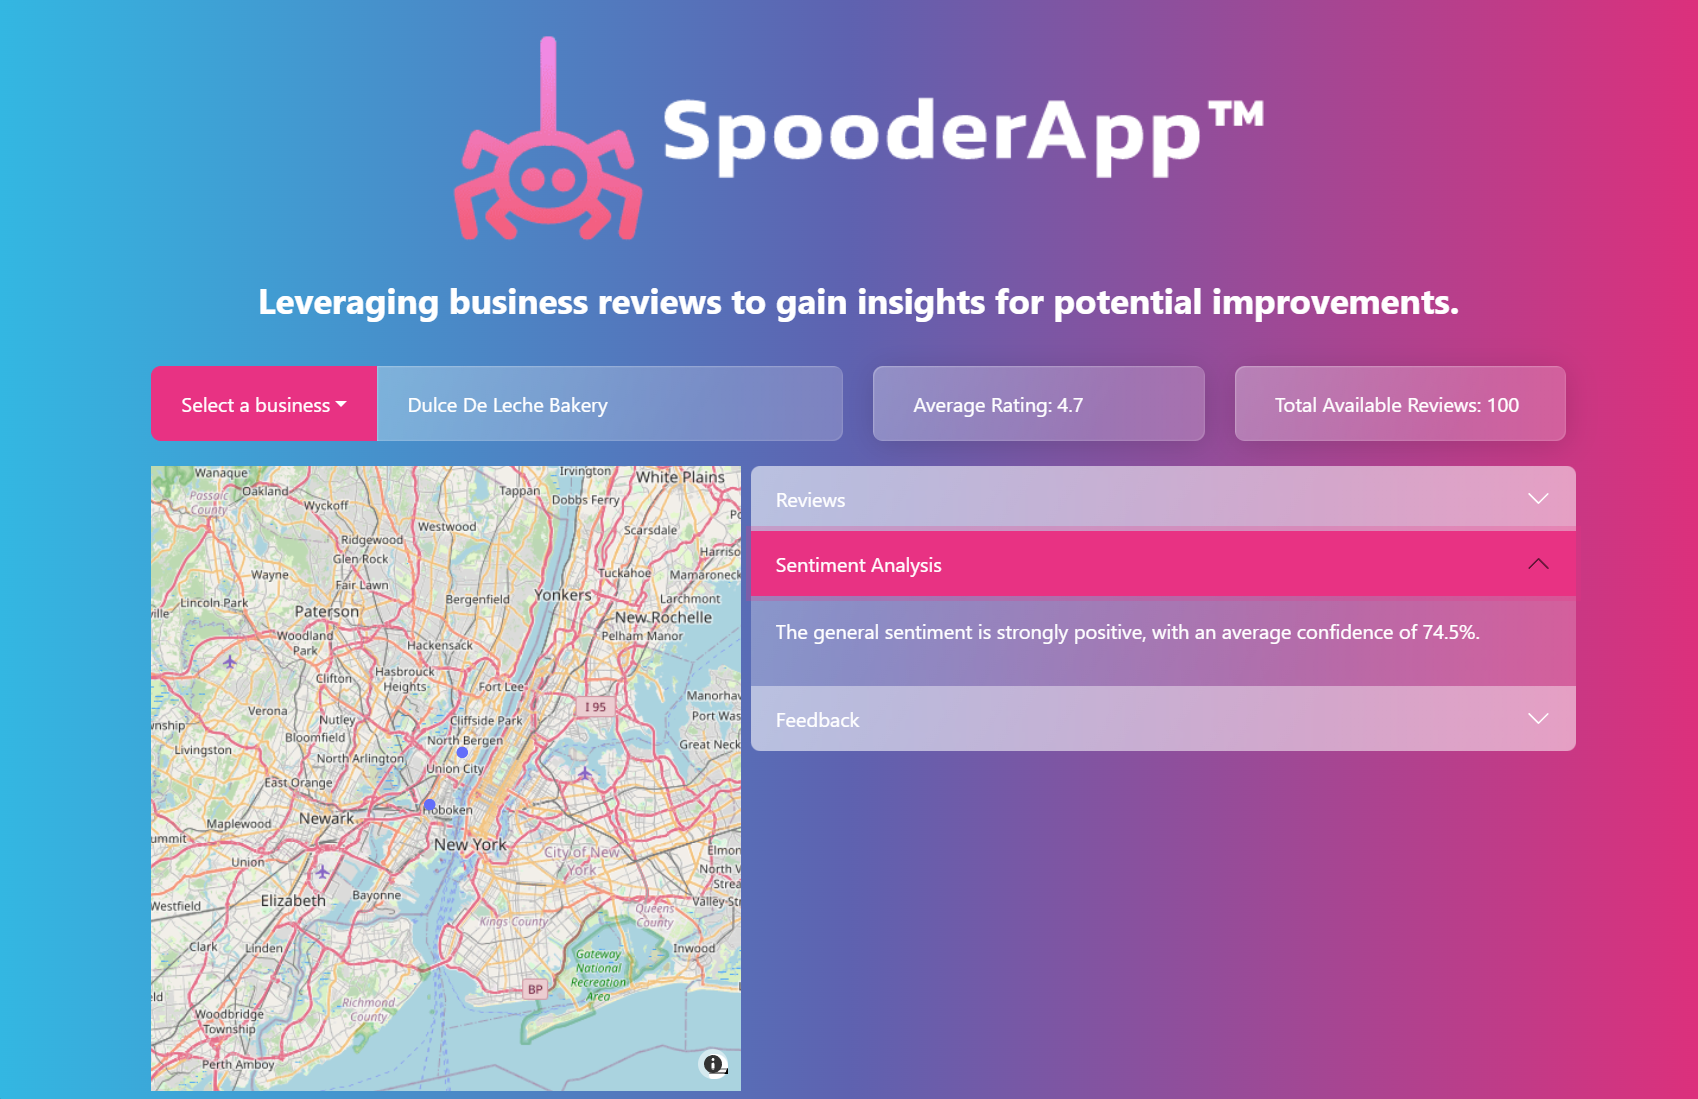 SpooderApp™
Leveraging business reviews to gain insights for potential improvements.
Select a business
Dulce De Leche Bakery
Average Rating: 4.7
Total Available Reviews: 100
Reviews
Sentiment Analysis
The general sentiment is strongly positive, with an average confidence of 74.5%.
Feedback
Wanaque
Irvington
White Plains
Oakland
Passaic
County
Tappan
Dobbs Ferry
Wyckoff
Westwood
Scarsdale
Ridgewood
Harriso
Glen Rock
Wayne
Fair Lawn
Tuckahoe
Mamaroneck
Lincoln Park
Bergenfield
Yonkers
Larchmont
ville
Paterson
New Rochelle
Woodland
Park
Pelham Manor
Hackensack
Hasbrouck
Heights
Clifton
Fort Lee
Manorhav
I 95
Verona
Nutley
Cliffside Park
Port Was
wnship
Bloomfield
North Bergen
Great Neck
Livingston
North Arlington
Union City
East Orange
Hoboken
Newark
Maplewood
ummit
New York
City of New
York
Elmon
Union
North V
Strea
Elizabeth
Bayonne
Valley Str
Westfield
Queens
County
Kings County
Clark
Linden
Inwood
Gateway
National
Recreation
Area
BP
ld
Richmond
County
Woodbridge
Township
Perth Amboy